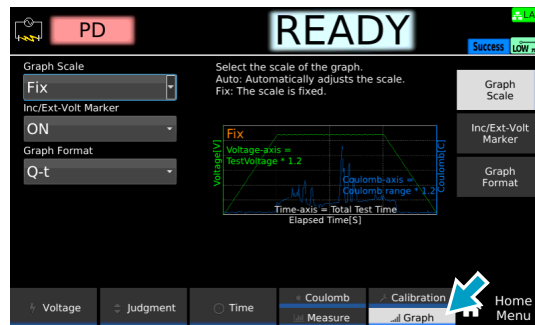 PD
READY
LA
Success
LOW
Graph Scale
Fix
Inc/Ext-Volt Marker
ON
Graph Format
Q-t
Select the scale of the graph.
Auto: Automatically adjusts the scale.
Fix: The scale is fixed.
Fix
Voltage[V]
Voltage-axis =
TestVoltage * 1.2
Coulomb-axis =
Coulomb range * 1.2
Coulomb[C]
Time-axis = Total Test Time
Elapsed Time[S]
Graph
Scale
Inc/Ext-Volt
Marker
Graph
Format
Voltage
Judgment
Time
Coulomb
Measure
Calibration
Graph
Home
Menu